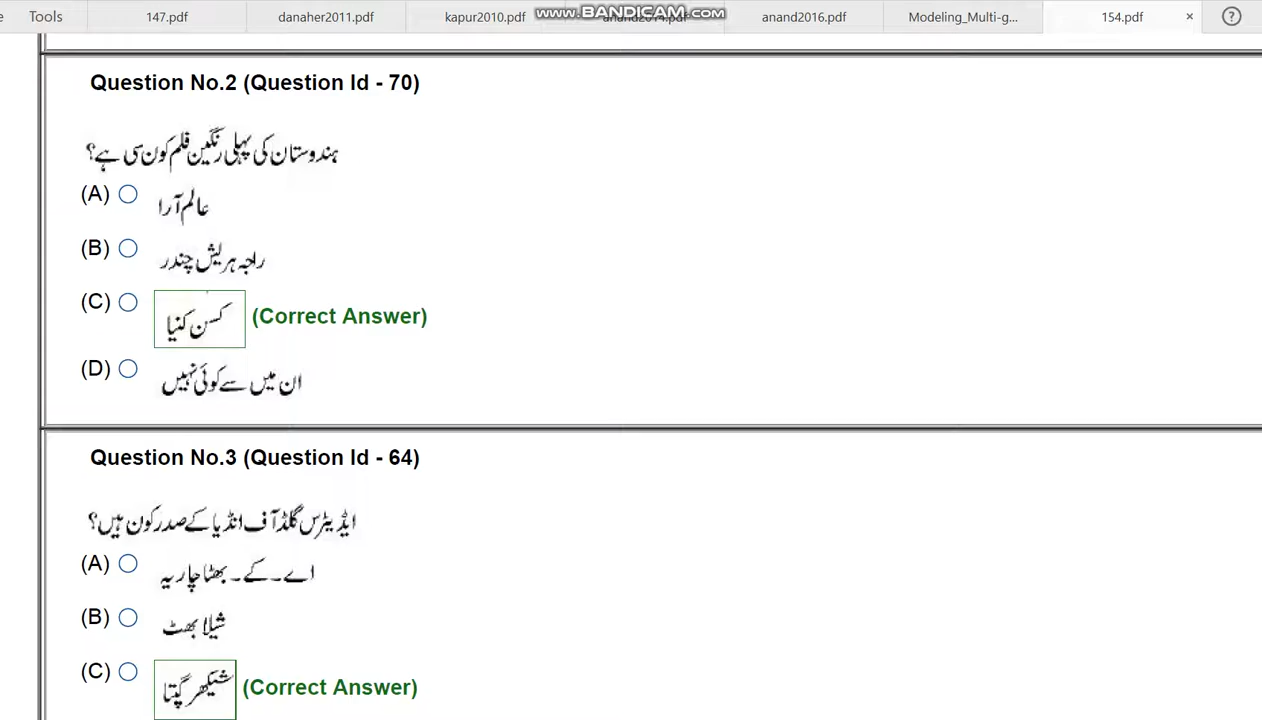 e Tools 147.pdf danaher2011.pdf kapur2010.pdf anand2014.pdf anand2016.pdf Modeling_Multi-g... 154.pdf × ?
www.BANDICAM.com
Question No.2 (Question Id - 70)
ہندوستان کی پہلی رنگین فلم کون سی ہے؟
(A) عالم آرا
(B) راجہ ہریش چندر
(C) کسن کنیا (Correct Answer)
(D) ان میں سے کوئی نہیں
Question No.3 (Question Id - 64)
ایڈیٹرس گلڈ آف انڈیا کے صدر کون ہیں؟
(A) اے۔ کے۔ بھٹاچاریہ
(B) شیلا بھٹ
(C) شیکھر گپتا (Correct Answer)